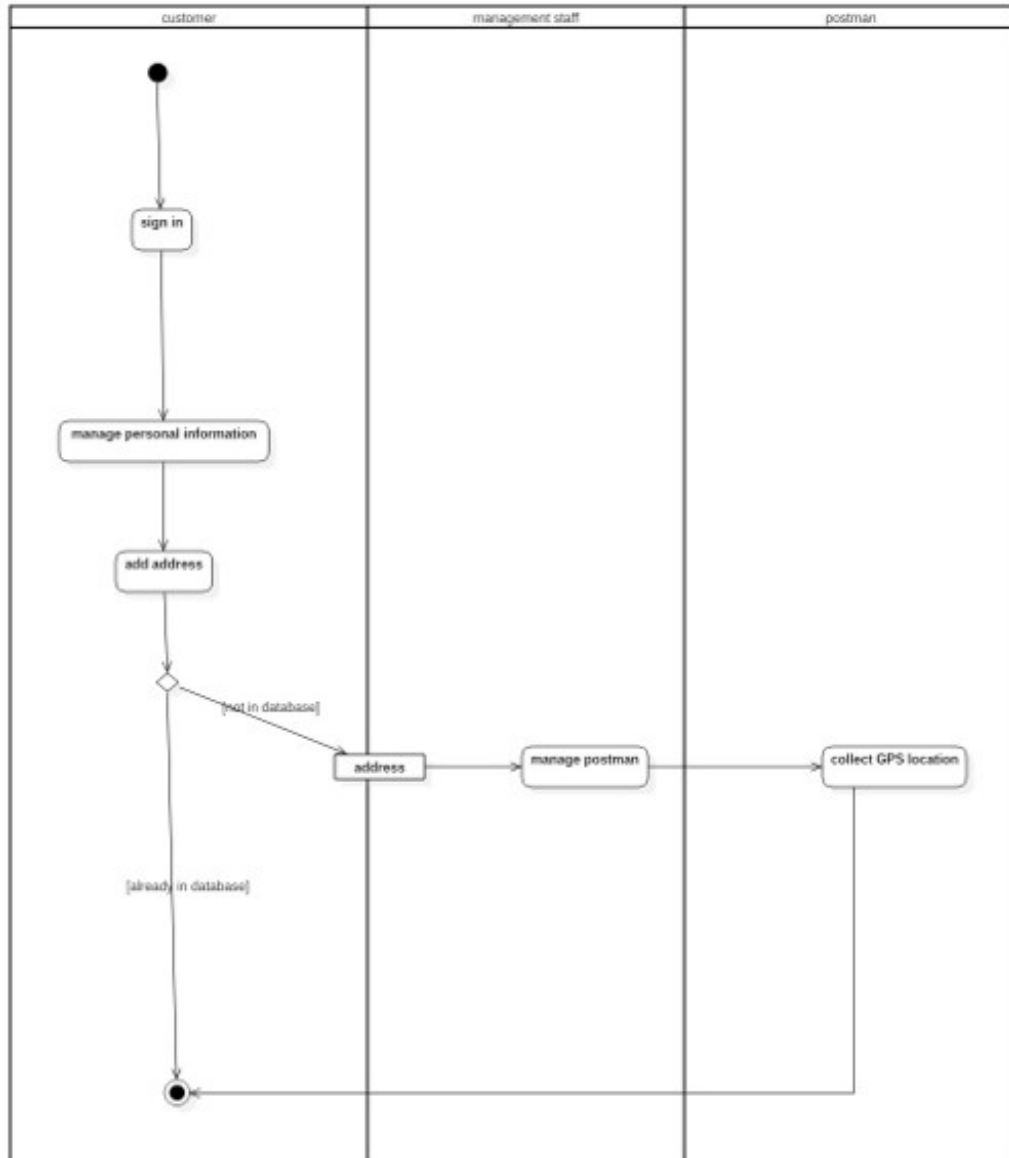 customer
management staff
postman
sign in
manage personal information
add address
[not in database]
address
manage postman
collect GPS location
[already in database]